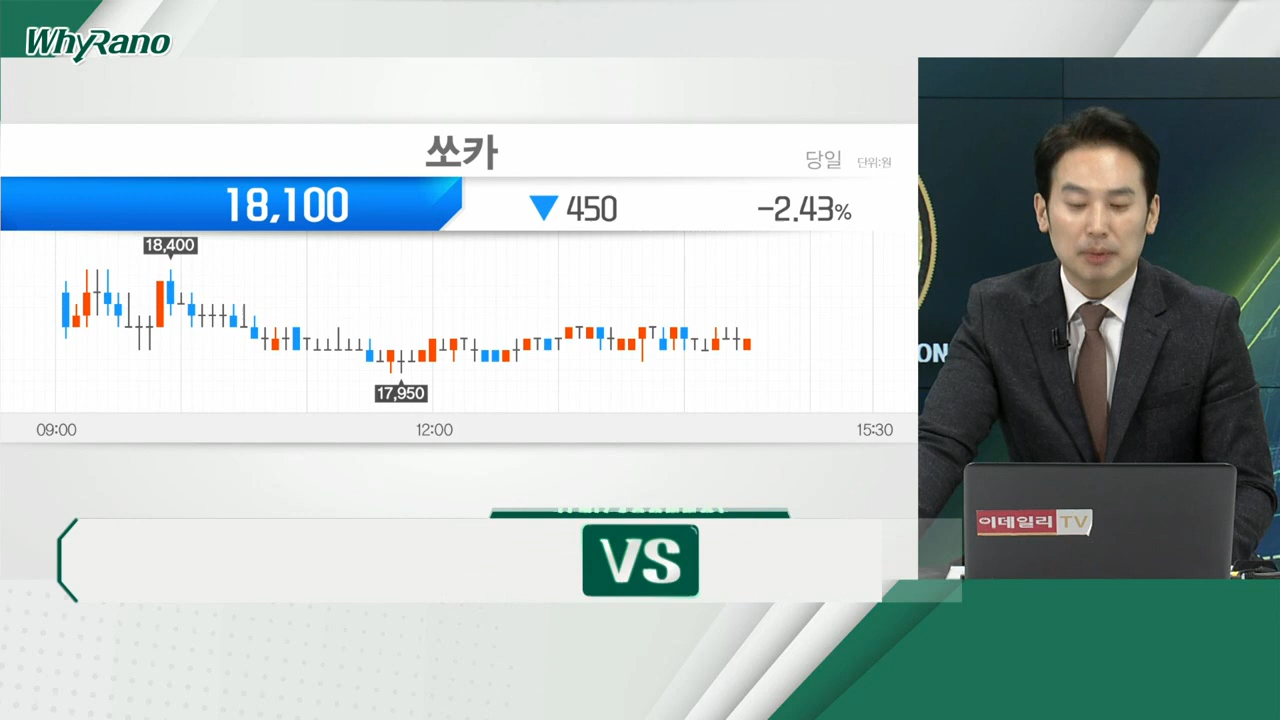 WhyRano
쏘카
당일 단위:원
18,100 ▼450 -2.43%
18,400
17,950
09:00 12:00 15:30
ON
이데일리TV
VS